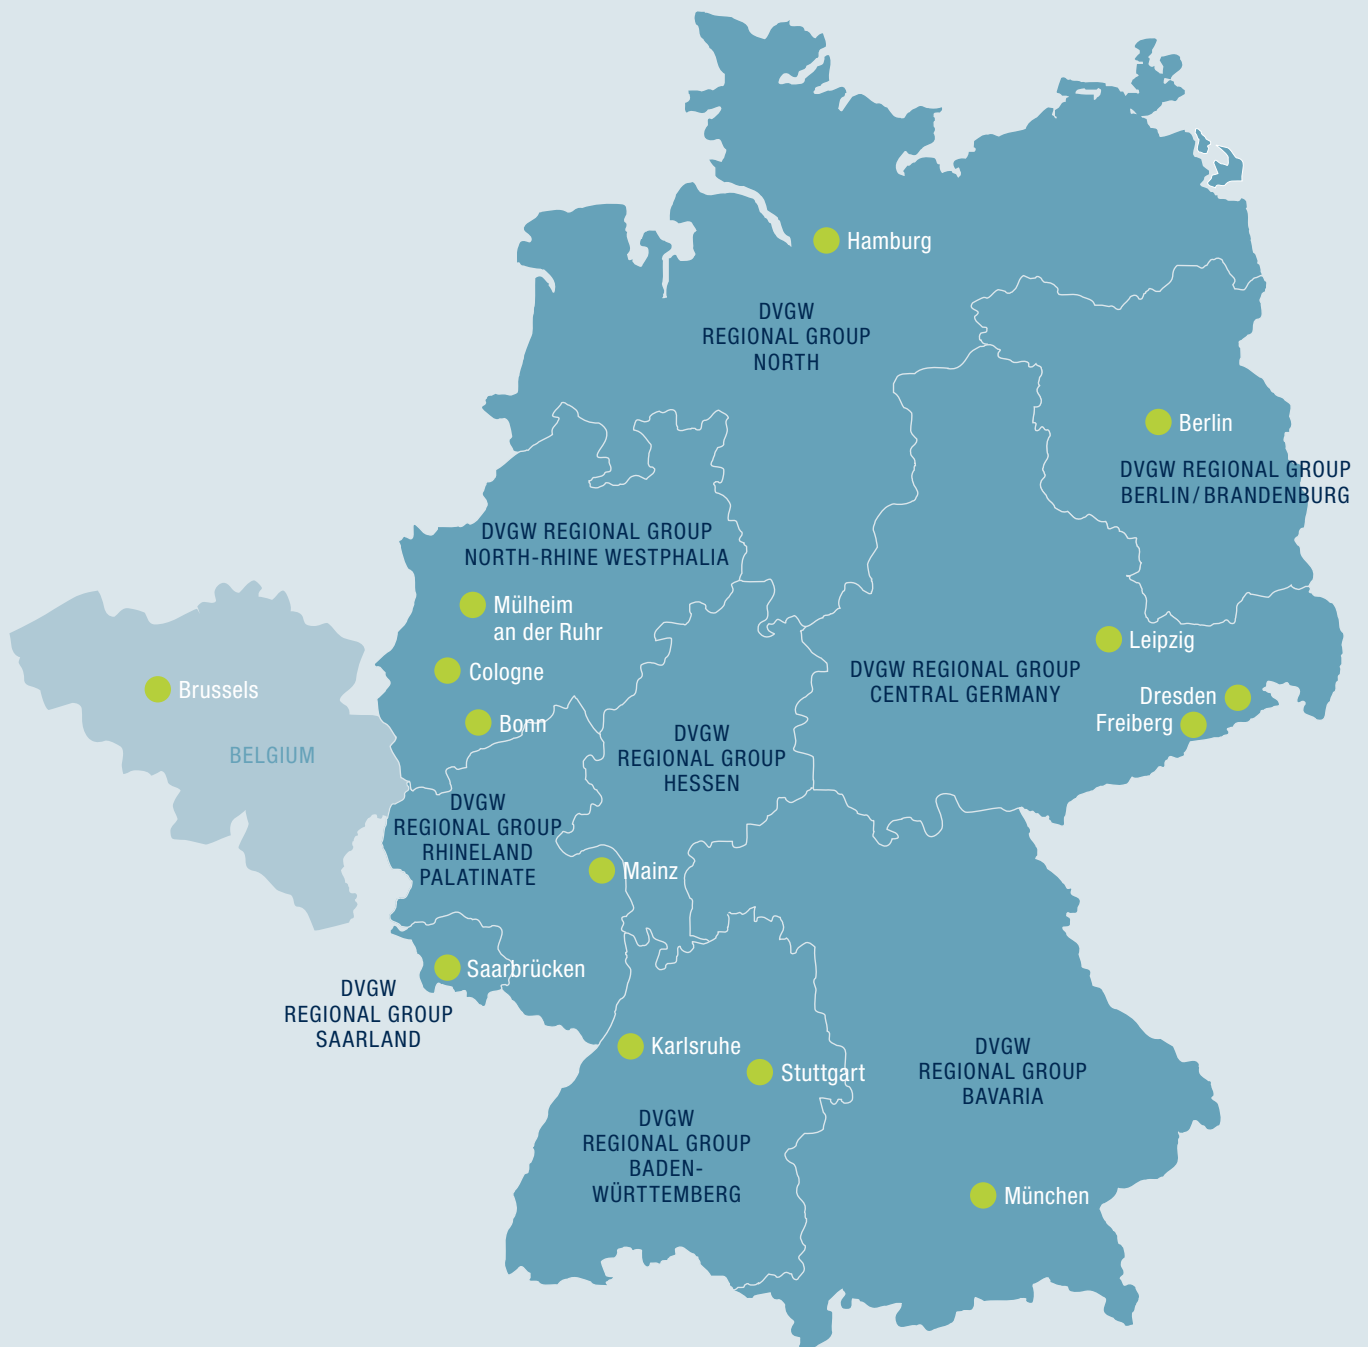 Hamburg
DVGW
REGIONAL GROUP
NORTH
Berlin
DVGW REGIONAL GROUP
BERLIN/BRANDENBURG
DVGW REGIONAL GROUP
NORTH-RHINE WESTPHALIA
Mülheim
an der Ruhr
Cologne
Bonn
Brussels
BELGIUM
Leipzig
DVGW REGIONAL GROUP
CENTRAL GERMANY
Dresden
Freiberg
DVGW
REGIONAL GROUP
HESSEN
DVGW
REGIONAL GROUP
RHINELAND
PALATINATE
Mainz
Saarbrücken
DVGW
REGIONAL GROUP
SAARLAND
Karlsruhe
Stuttgart
DVGW
REGIONAL GROUP
BADEN-
WÜRTTEMBERG
DVGW
REGIONAL GROUP
BAVARIA
München